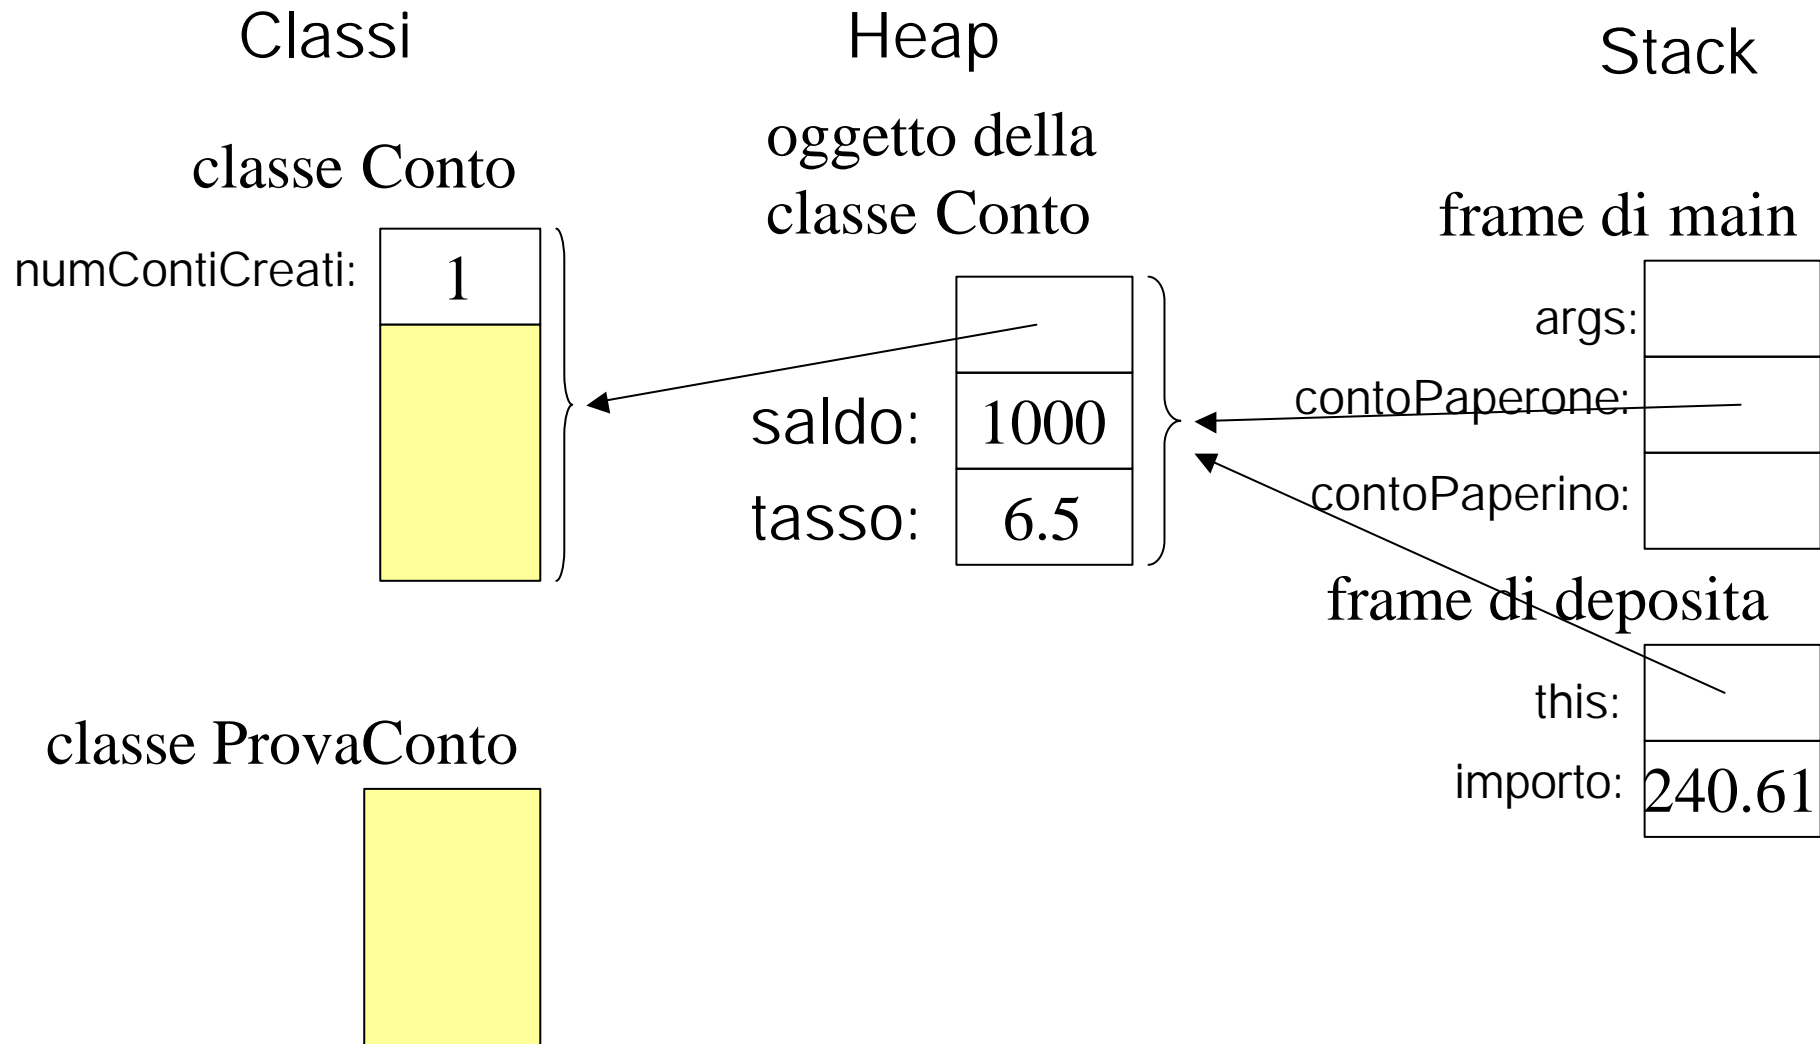 Classi
Heap
Stack
classe Conto
numContiCreati:
1
oggetto della
classe Conto
saldo:
1000
tasso:
6.5
frame di main
args:
contoPaperone:
contoPaperino:
frame di deposita
this:
importo:
240.61
classe ProvaConto